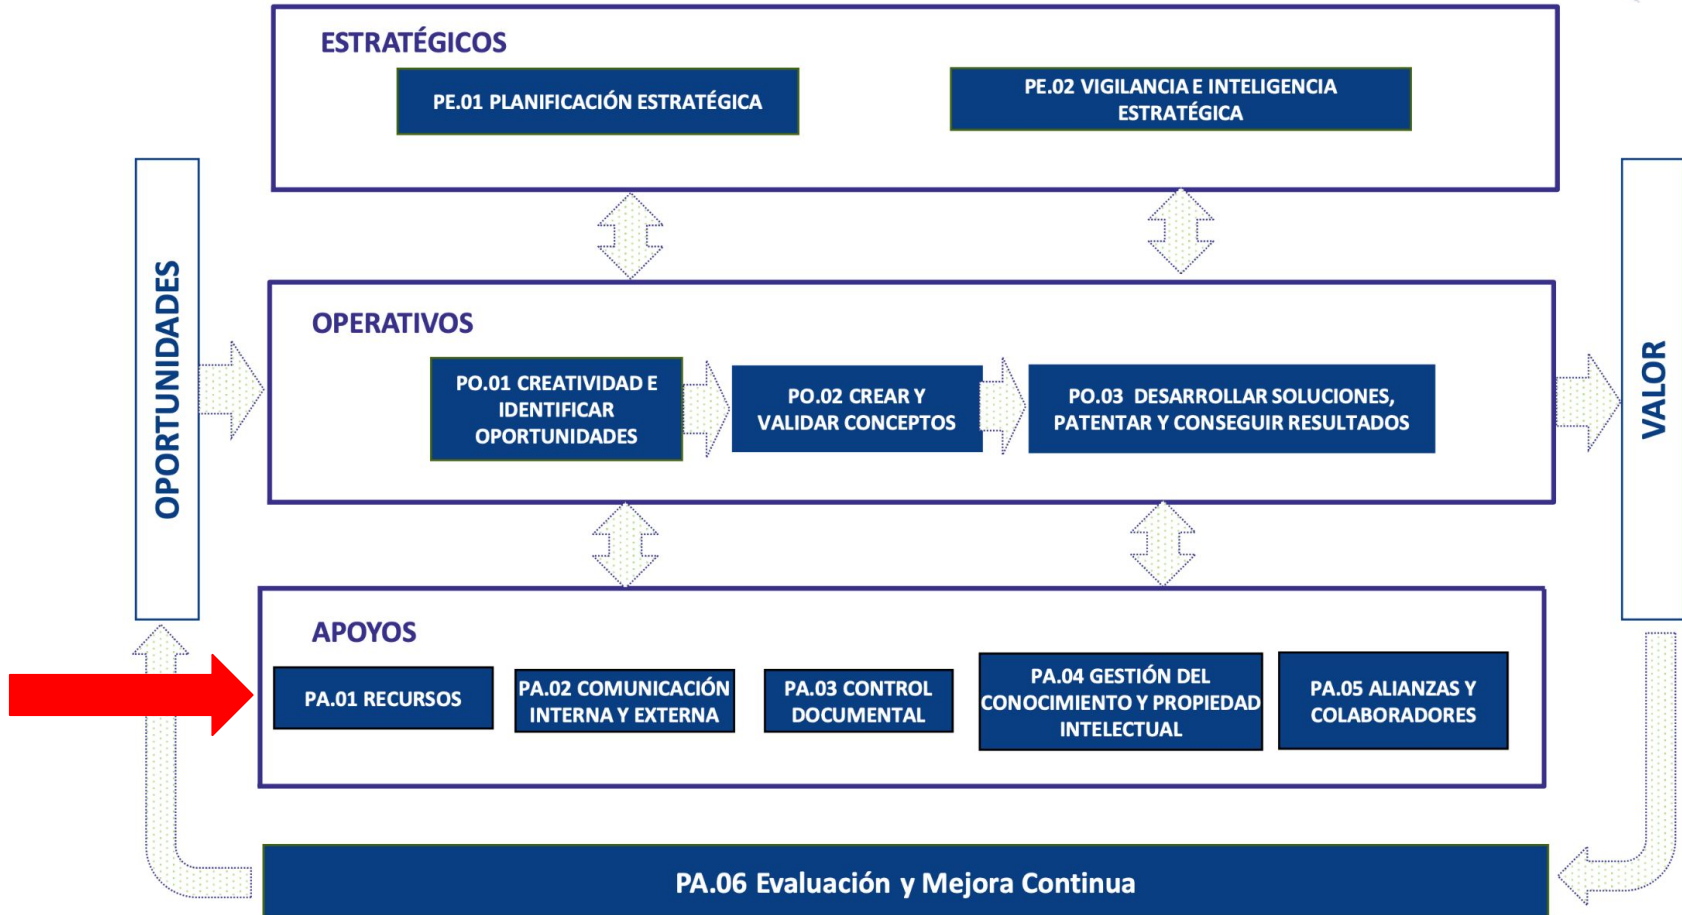 ESTRATÉGICOS
PE.01 PLANIFICACIÓN ESTRATÉGICA
PE.02 VIGILANCIA E INTELIGENCIA
ESTRATÉGICA
OPORTUNIDADES
OPERATIVOS
PO.01 CREATIVIDAD E
IDENTIFICAR
OPORTUNIDADES
PO.02 CREAR Y
VALIDAR CONCEPTOS
PO.03 DESARROLLAR SOLUCIONES,
PATENTAR Y CONSEGUIR RESULTADOS
VALOR
APOYOS
PA.01 RECURSOS
PA.02 COMUNICACIÓN
INTERNA Y EXTERNA
PA.03 CONTROL
DOCUMENTAL
PA.04 GESTIÓN DEL
CONOCIMIENTO Y PROPIEDAD
INTELECTUAL
PA.05 ALIANZAS Y
COLABORADORES
PA.06 Evaluación y Mejora Continua